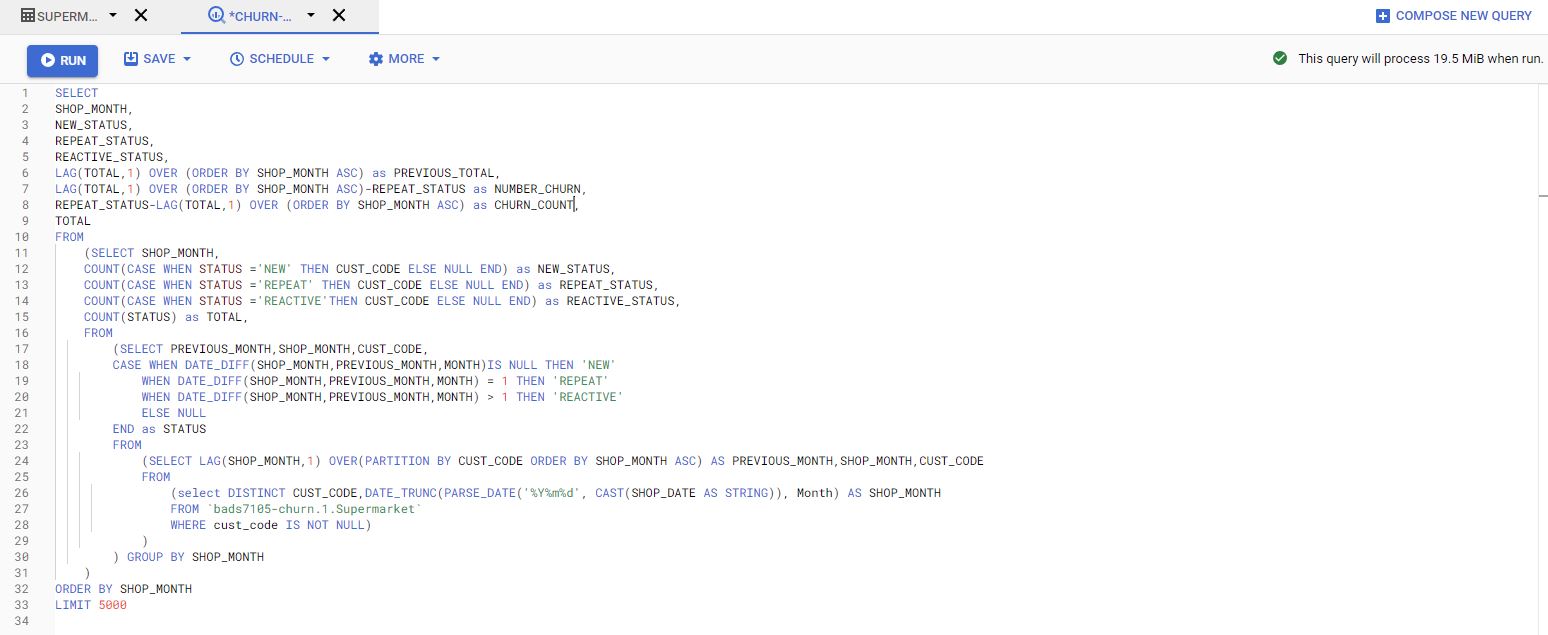 SUPERM... *CHURN-... COMPOSE NEW QUERY
RUN SAVE SCHEDULE MORE This query will process 19.5 MiB when run.
1 SELECT
2 SHOP_MONTH,
3 NEW_STATUS,
4 REPEAT_STATUS,
5 REACTIVE_STATUS,
6 LAG(TOTAL,1) OVER (ORDER BY SHOP_MONTH ASC) as PREVIOUS_TOTAL,
7 LAG(TOTAL,1) OVER (ORDER BY SHOP_MONTH ASC)-REPEAT_STATUS as NUMBER_CHURN,
8 REPEAT_STATUS-LAG(TOTAL,1) OVER (ORDER BY SHOP_MONTH ASC) as CHURN_COUNT,
9 TOTAL
10 FROM
11 (SELECT SHOP_MONTH,
12 COUNT(CASE WHEN STATUS ='NEW' THEN CUST_CODE ELSE NULL END) as NEW_STATUS,
13 COUNT(CASE WHEN STATUS ='REPEAT' THEN CUST_CODE ELSE NULL END) as REPEAT_STATUS,
14 COUNT(CASE WHEN STATUS ='REACTIVE'THEN CUST_CODE ELSE NULL END) as REACTIVE_STATUS,
15 COUNT(STATUS) as TOTAL,
16 FROM
17 (SELECT PREVIOUS_MONTH,SHOP_MONTH,CUST_CODE,
18 CASE WHEN DATE_DIFF(SHOP_MONTH,PREVIOUS_MONTH,MONTH)IS NULL THEN 'NEW'
19 WHEN DATE_DIFF(SHOP_MONTH,PREVIOUS_MONTH,MONTH) = 1 THEN 'REPEAT'
20 WHEN DATE_DIFF(SHOP_MONTH,PREVIOUS_MONTH,MONTH) > 1 THEN 'REACTIVE'
21 ELSE NULL
22 END as STATUS
23 FROM
24 (SELECT LAG(SHOP_MONTH,1) OVER(PARTITION BY CUST_CODE ORDER BY SHOP_MONTH ASC) AS PREVIOUS_MONTH,SHOP_MONTH,CUST_CODE
25 FROM
26 (select DISTINCT CUST_CODE,DATE_TRUNC(PARSE_DATE('%Y%m%d', CAST(SHOP_DATE AS STRING)), Month) AS SHOP_MONTH
27 FROM `bads7105-churn.1.Supermarket`
28 WHERE cust_code IS NOT NULL)
29 )
30 ) GROUP BY SHOP_MONTH
31 )
32 ORDER BY SHOP_MONTH
33 LIMIT 5000
34